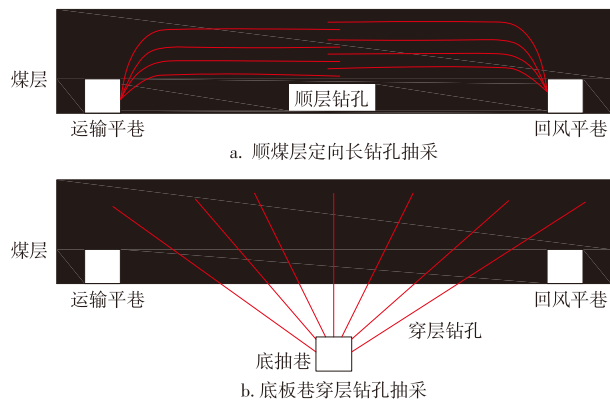 煤层
顺层钻孔
运输平巷
回风平巷
a. 顺煤层定向长钻孔抽采
煤层
运输平巷
回风平巷
穿层钻孔
底抽巷
b. 底板巷穿层钻孔抽采